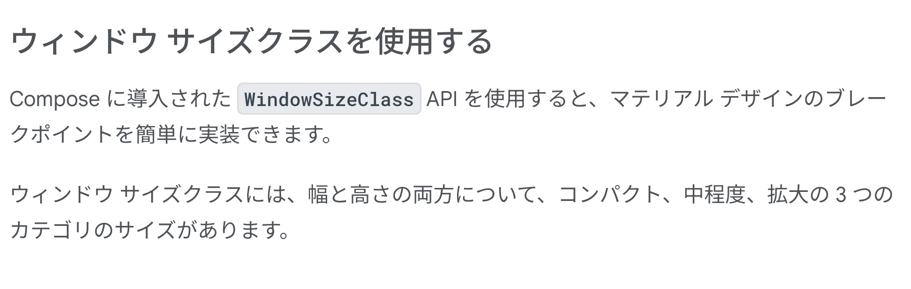 ウィンドウ サイズクラスを使用する
Compose に導入された WindowSizeClass API を使用すると、マテリアル デザインのブレー
クポイントを簡単に実装できます。
ウィンドウ サイズクラスには、幅と高さの両方について、コンパクト、中程度、拡大の 3 つの
カテゴリのサイズがあります。